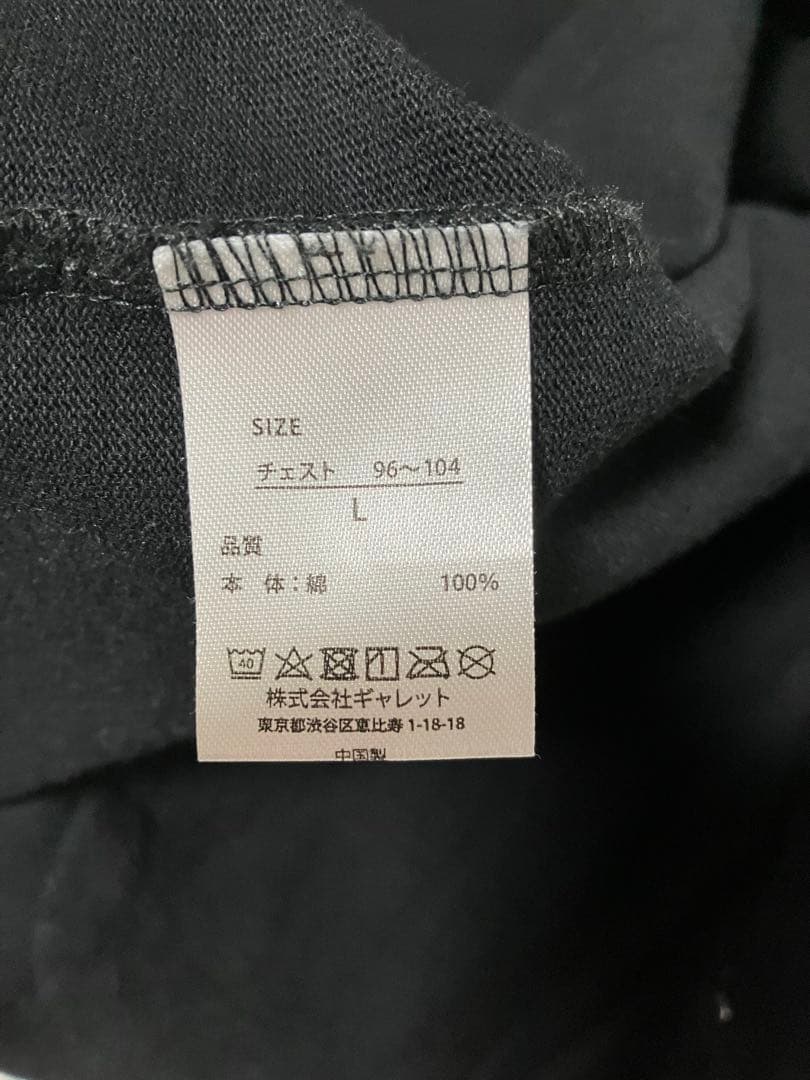 SIZE
チェスト 96～104
L
品質
本 体：綿 100%
40
株式会社ギャレット
東京都渋谷区恵比寿 1-18-18
中国製